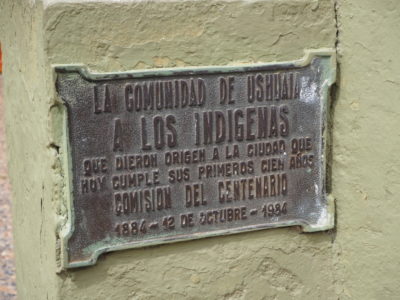 LA COMUNIDAD DE USHUAIA
A LOS INDIGENAS
QUE DIERON ORIGEN A LA CIUDAD QUE
HOY CUMPLE SUS PRIMEROS CIEN AÑOS
COMISION DEL CENTENARIO
1884 - 12 DE OCTUBRE - 1984